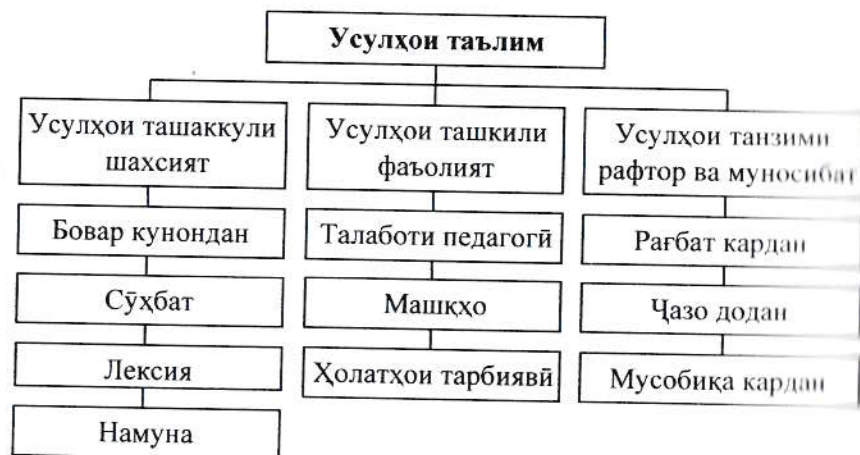 Усулҳои таълим
Усулҳои ташаккули
шахсият
Бовар кунондан
Сӯҳбат
Лексия
Намуна
Усулҳои ташкили
фаъолият
Талаботи педагогӣ
Машқҳо
Ҳолатҳои тарбиявӣ
Усулҳои танзими
рафтор ва муносибат
Рағбат кардан
Ҷазо додан
Мусобиқа кардан